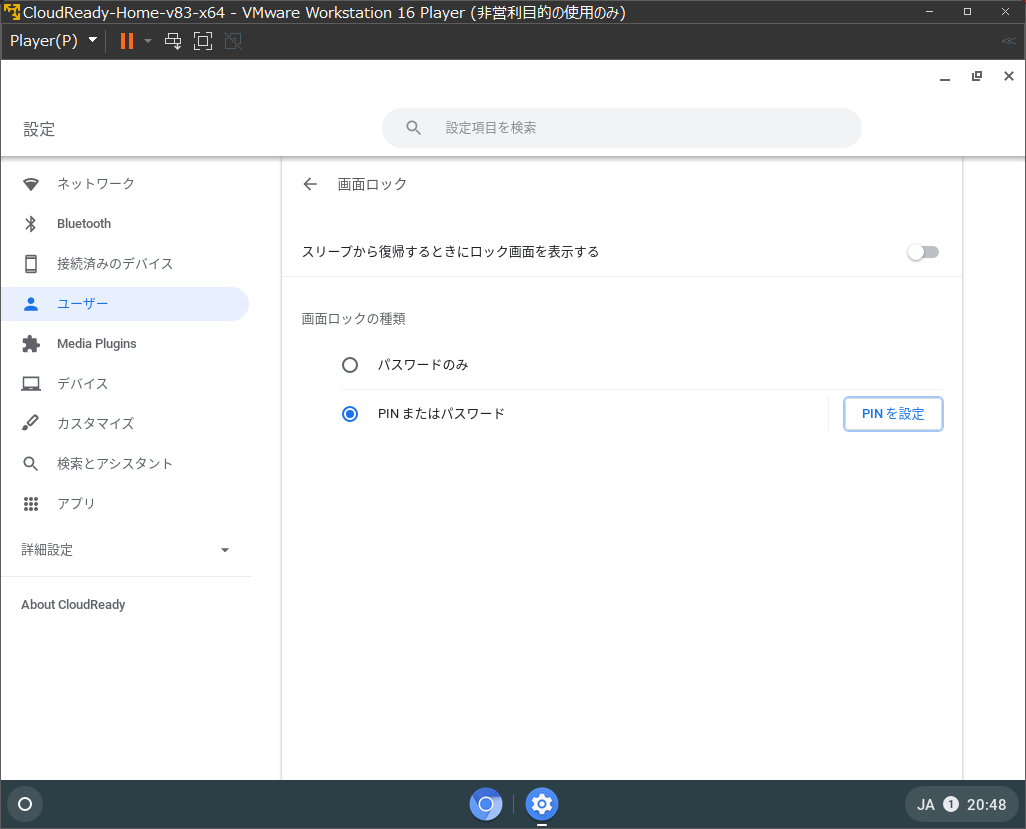 CloudReady-Home-v83-x64 - VMware Workstation 16 Player (非営利目的の使用のみ)
Player(P)
設定
設定項目を検索
ネットワーク
Bluetooth
接続済みのデバイス
ユーザー
Media Plugins
デバイス
カスタマイズ
検索とアシスタント
アプリ
詳細設定
About CloudReady
画面ロック
スリープから復帰するときにロック画面を表示する
画面ロックの種類
パスワードのみ
PIN またはパスワード
PIN を設定
JA 1 20:48